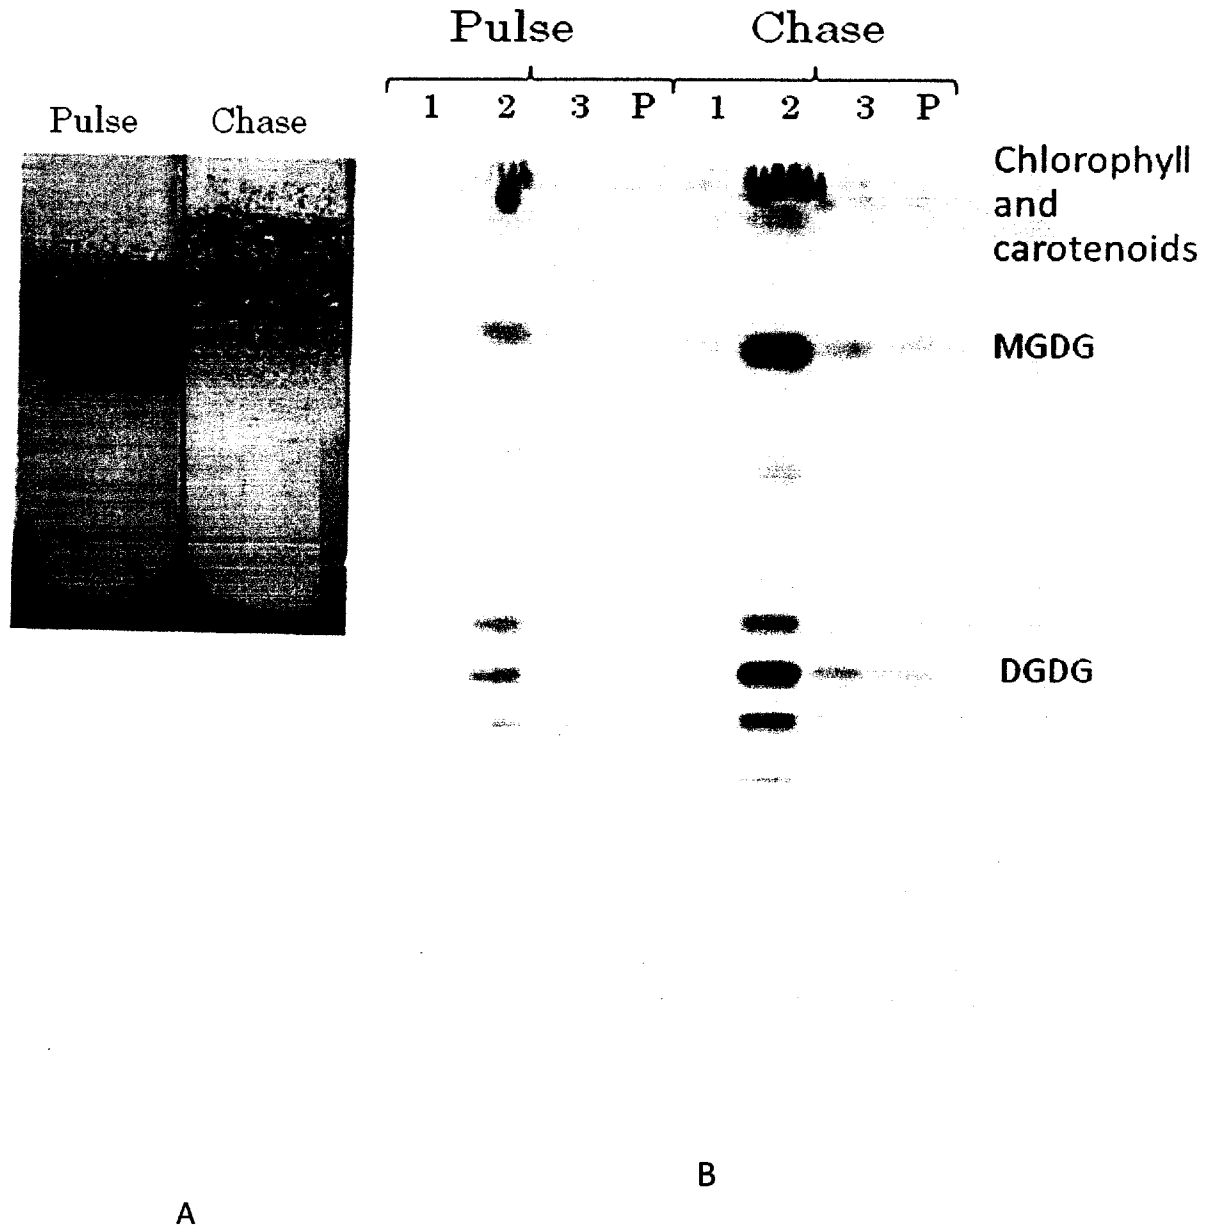 Pulse Chase
1 2 3 P 1 2 3 P
Pulse Chase
Chlorophyll
and
carotenoids
MGDG
DGDG
B
A